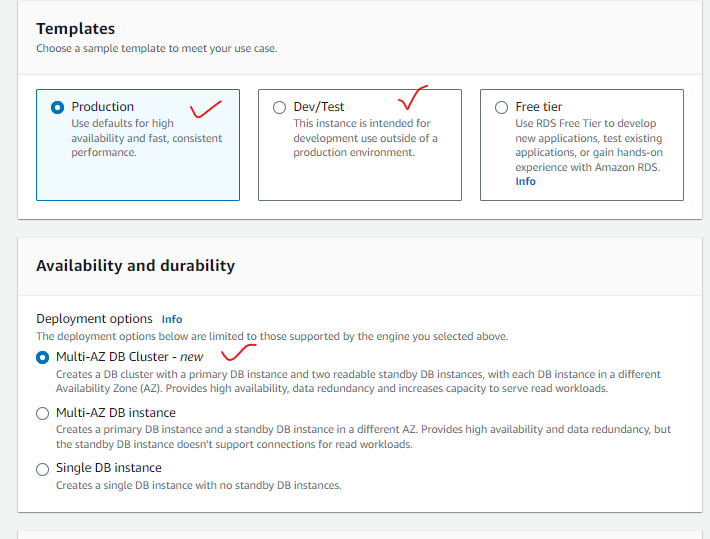 Templates
Choose a sample template to meet your use case.
Production
Use defaults for high
availability and fast, consistent
performance.
Dev/Test
This instance is intended for
development use outside of a
production environment.
Free tier
Use RDS Free Tier to develop
new applications, test existing
applications, or gain hands-on
experience with Amazon RDS.
Info
Availability and durability
Deployment options Info
The deployment options below are limited to those supported by the engine you selected above.
Multi-AZ DB Cluster - new
Creates a DB cluster with a primary DB instance and two readable standby DB instances, with each DB instance in a different
Availability Zone (AZ). Provides high availability, data redundancy and increases capacity to serve read workloads.
Multi-AZ DB instance
Creates a primary DB instance and a standby DB instance in a different AZ. Provides high availability and data redundancy, but
the standby DB instance doesn't support connections for read workloads.
Single DB instance
Creates a single DB instance with no standby DB instances.